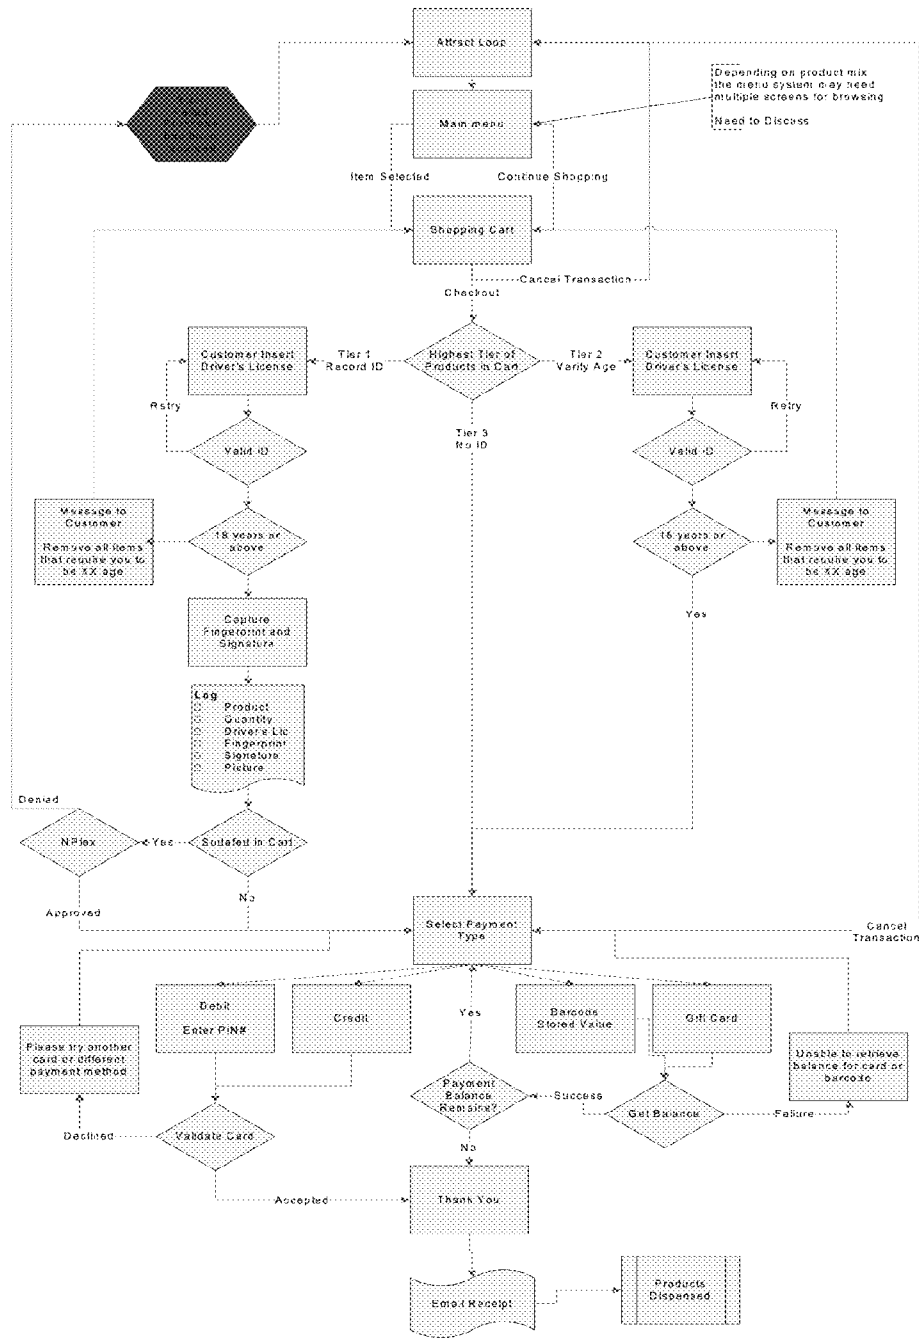 Attract Loop
Depending on product mix
the menu system may need
multiple screens for browsing
Need to Discuss
Main menu
Item Selected
Continue Shopping
Shopping Cart
Cancel Transaction
Checkout
Customer Insert
Driver's License
Tier 1
Record ID
Highest Tier of
Products in Cart
Tier 2
Verify Age
Customer Insert
Driver's License
Retry
Retry
Tier 3
No ID
Valid ID
Valid ID
Message to
Customer
Remove all items
that require you to
be XX age
18 years or
above
years or
above
Message to
Customer
Remove all items
that require you to
be XX age
Yes
Capture
Fingerprint and
Signature
Log
Product
Quantity
Driver's Lic
Fingerprint
Signature
Picture
Denied
NPlex
Yes
Sudafed in Cart
No
Approved
Select Payment
Type
Cancel
Transaction
Debit
Enter PIN#
Credit
Yes
Barcode
Stored Value
Gift Card
Please try another
card or different
payment method
Unable to retrieve
balance for card or
barcode
Payment
Balance
Remains?
Success
Get Balance
Failure
Declined
Validate Card
No
Accepted
Thank You
Email Receipt
Products
Dispensed